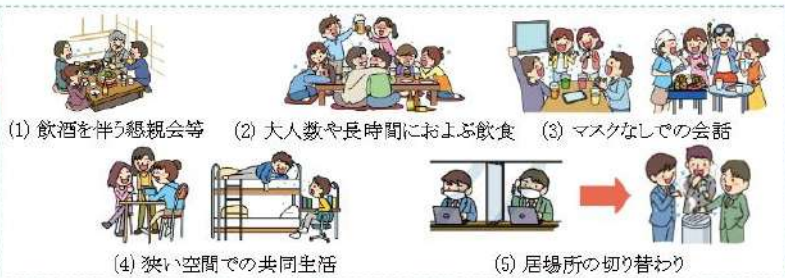 (1) 飲酒を伴う懇親会等
(2) 大人数や長時間におよぶ飲食
(3) マスクなしでの会話
(4) 狭い空間での共同生活
(5) 居場所の切り替わり